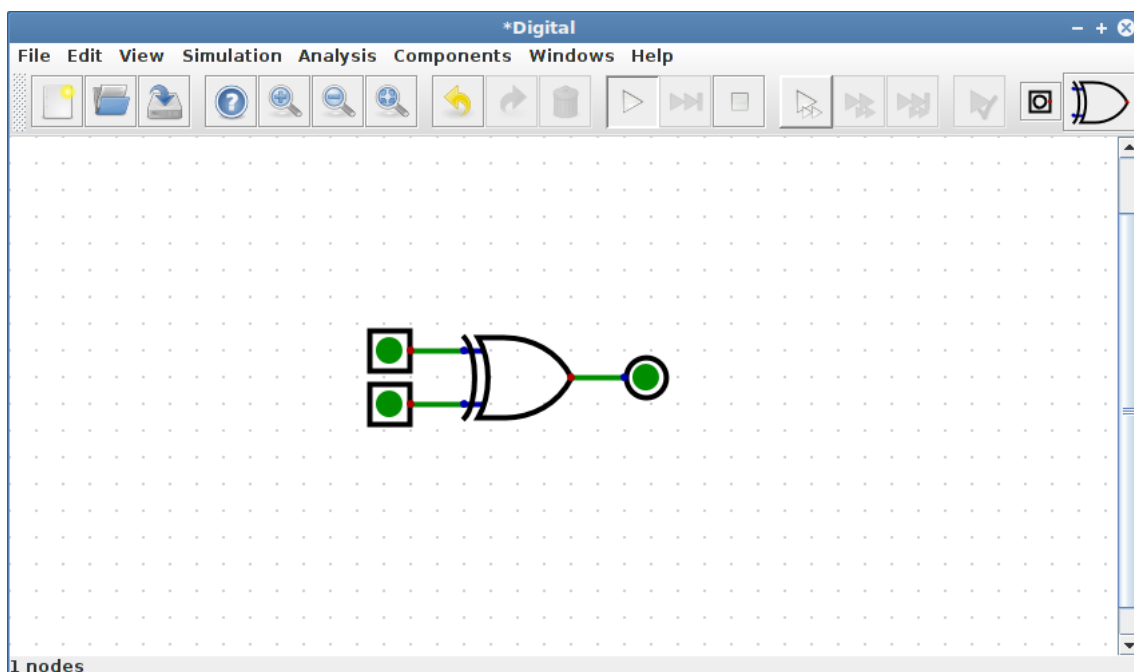 *Digital
File Edit View Simulation Analysis Components Windows Help
1 nodes